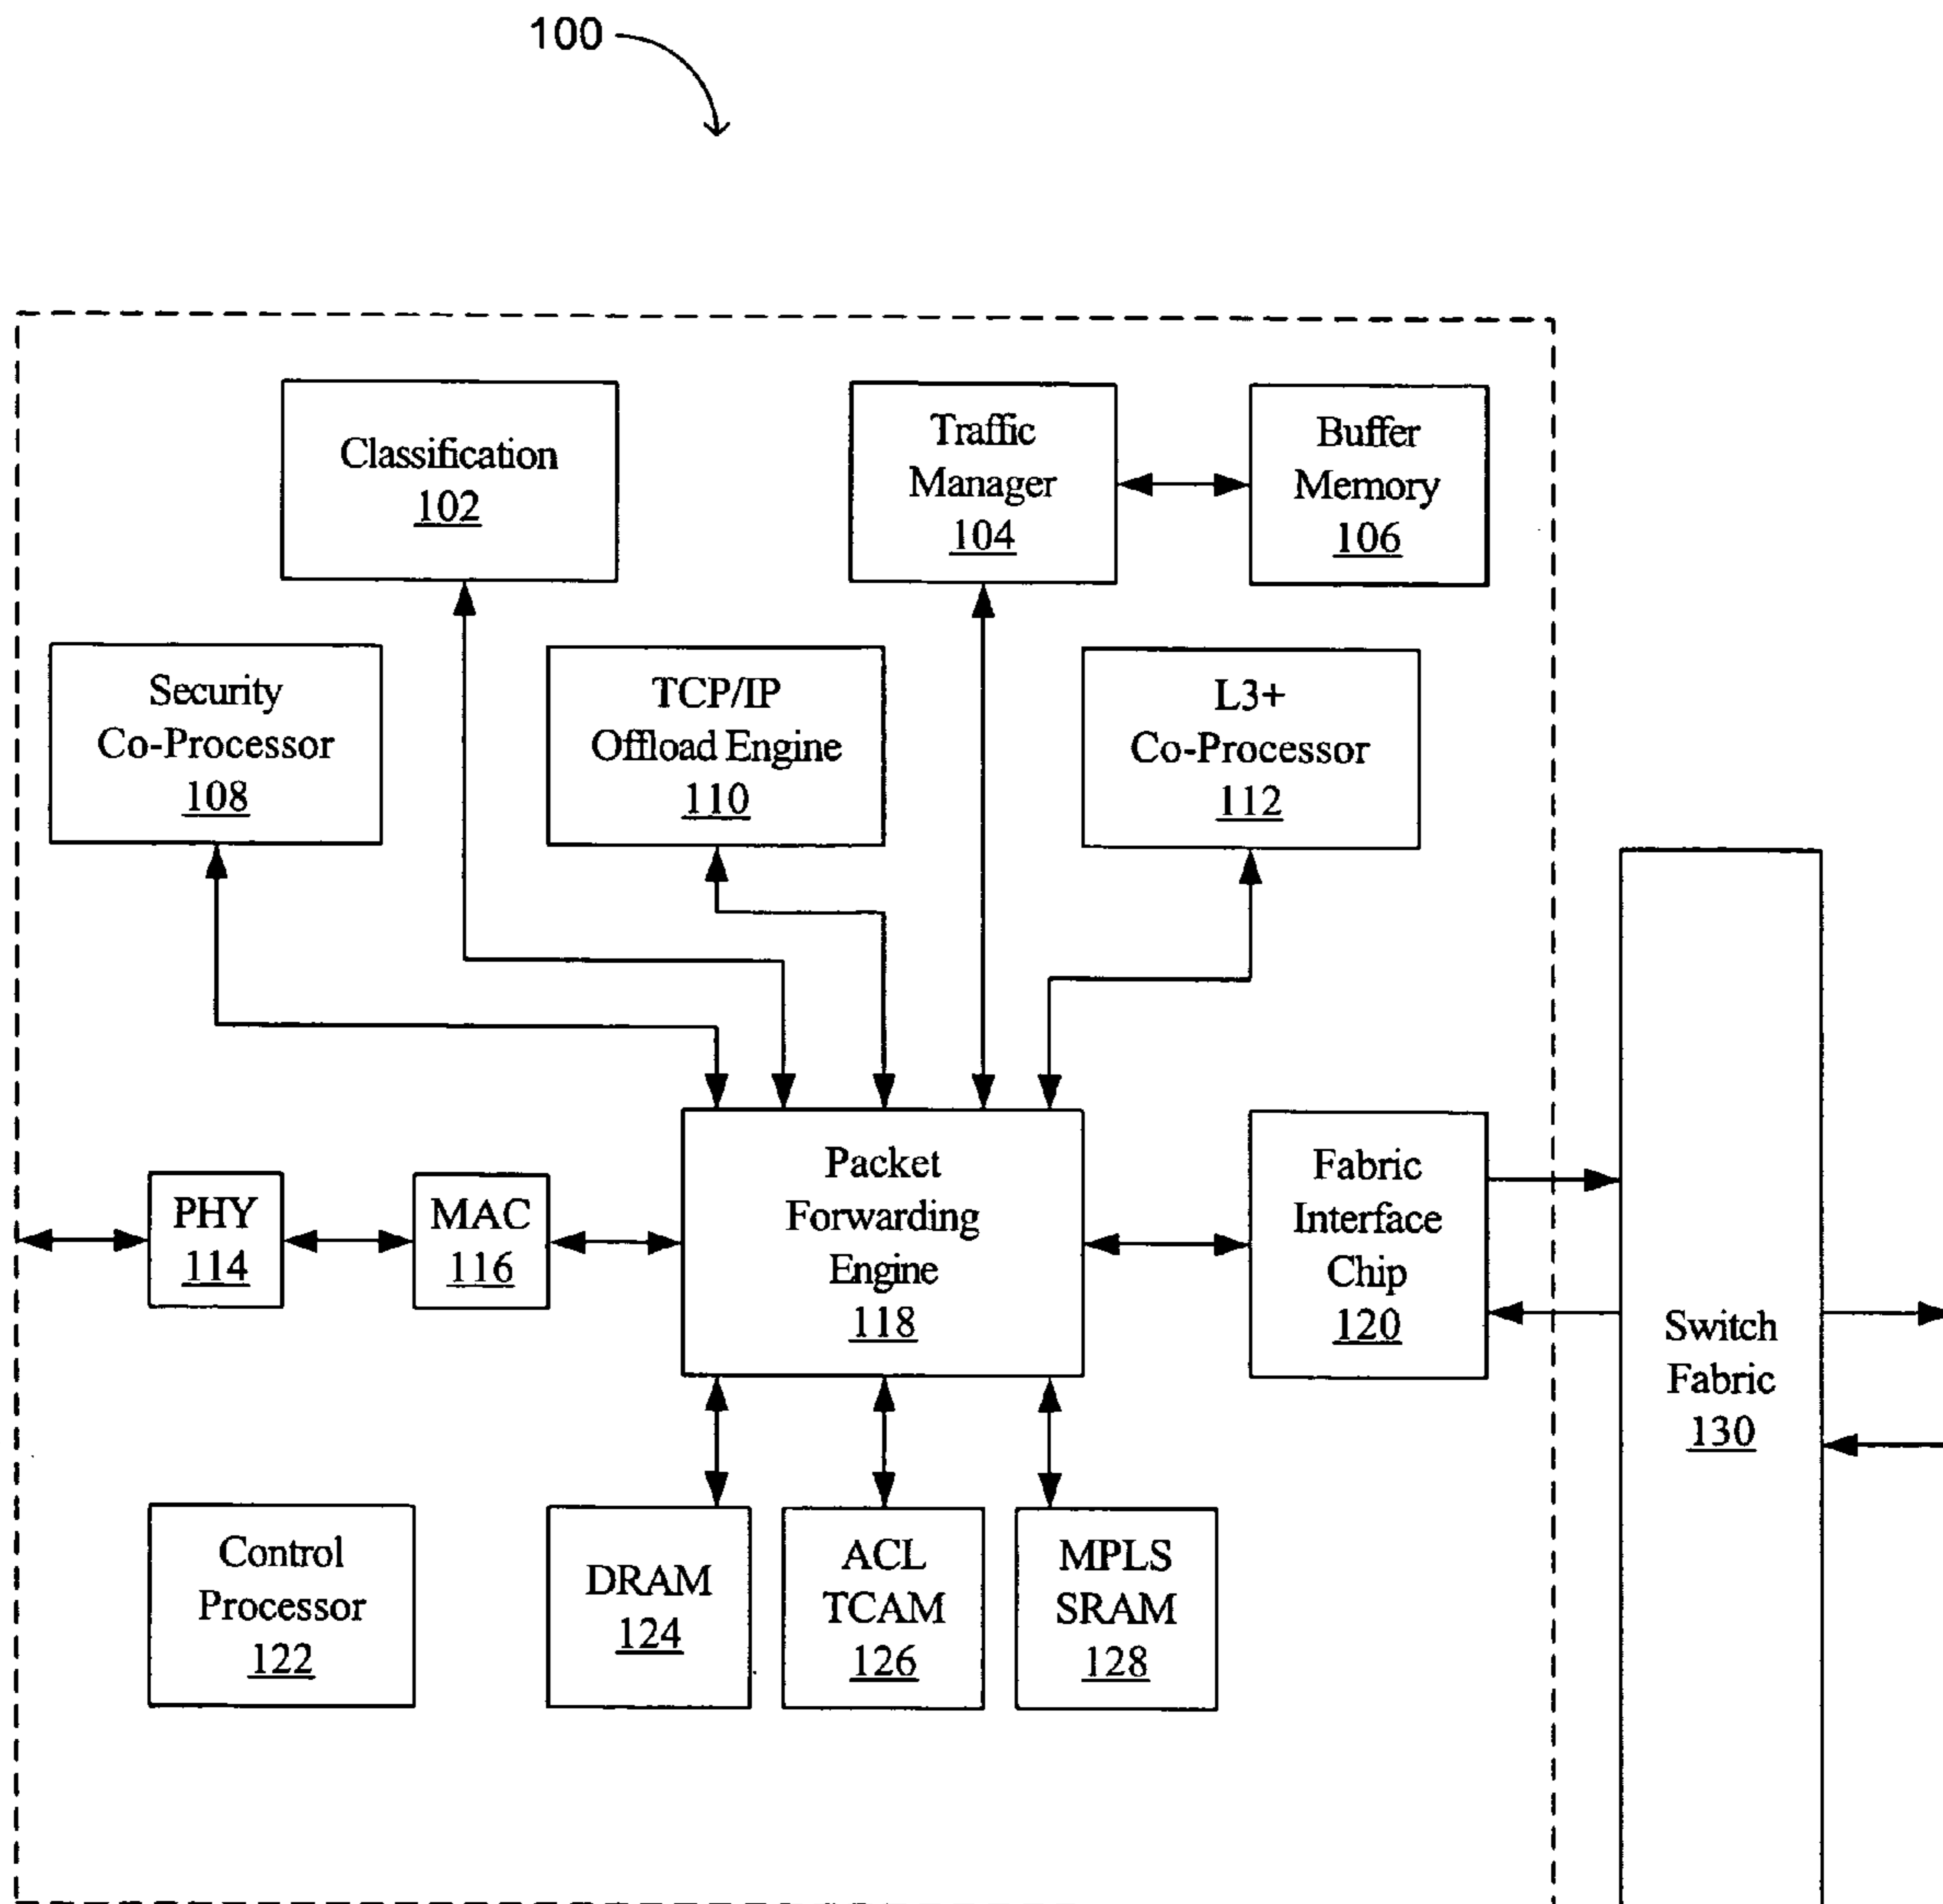 100
Classification
102
Traffic
Manager
104
Buffer
Memory
106
Security
Co-Processor
108
TCP/IP
Offload Engine
110
L3+
Co-Processor
112
PHY
114
MAC
116
Packet
Forwarding
Engine
118
Fabric
Interface
Chip
120
Switch
Fabric
130
Control
Processor
122
DRAM
124
ACL
TCAM
126
MPLS
SRAM
128